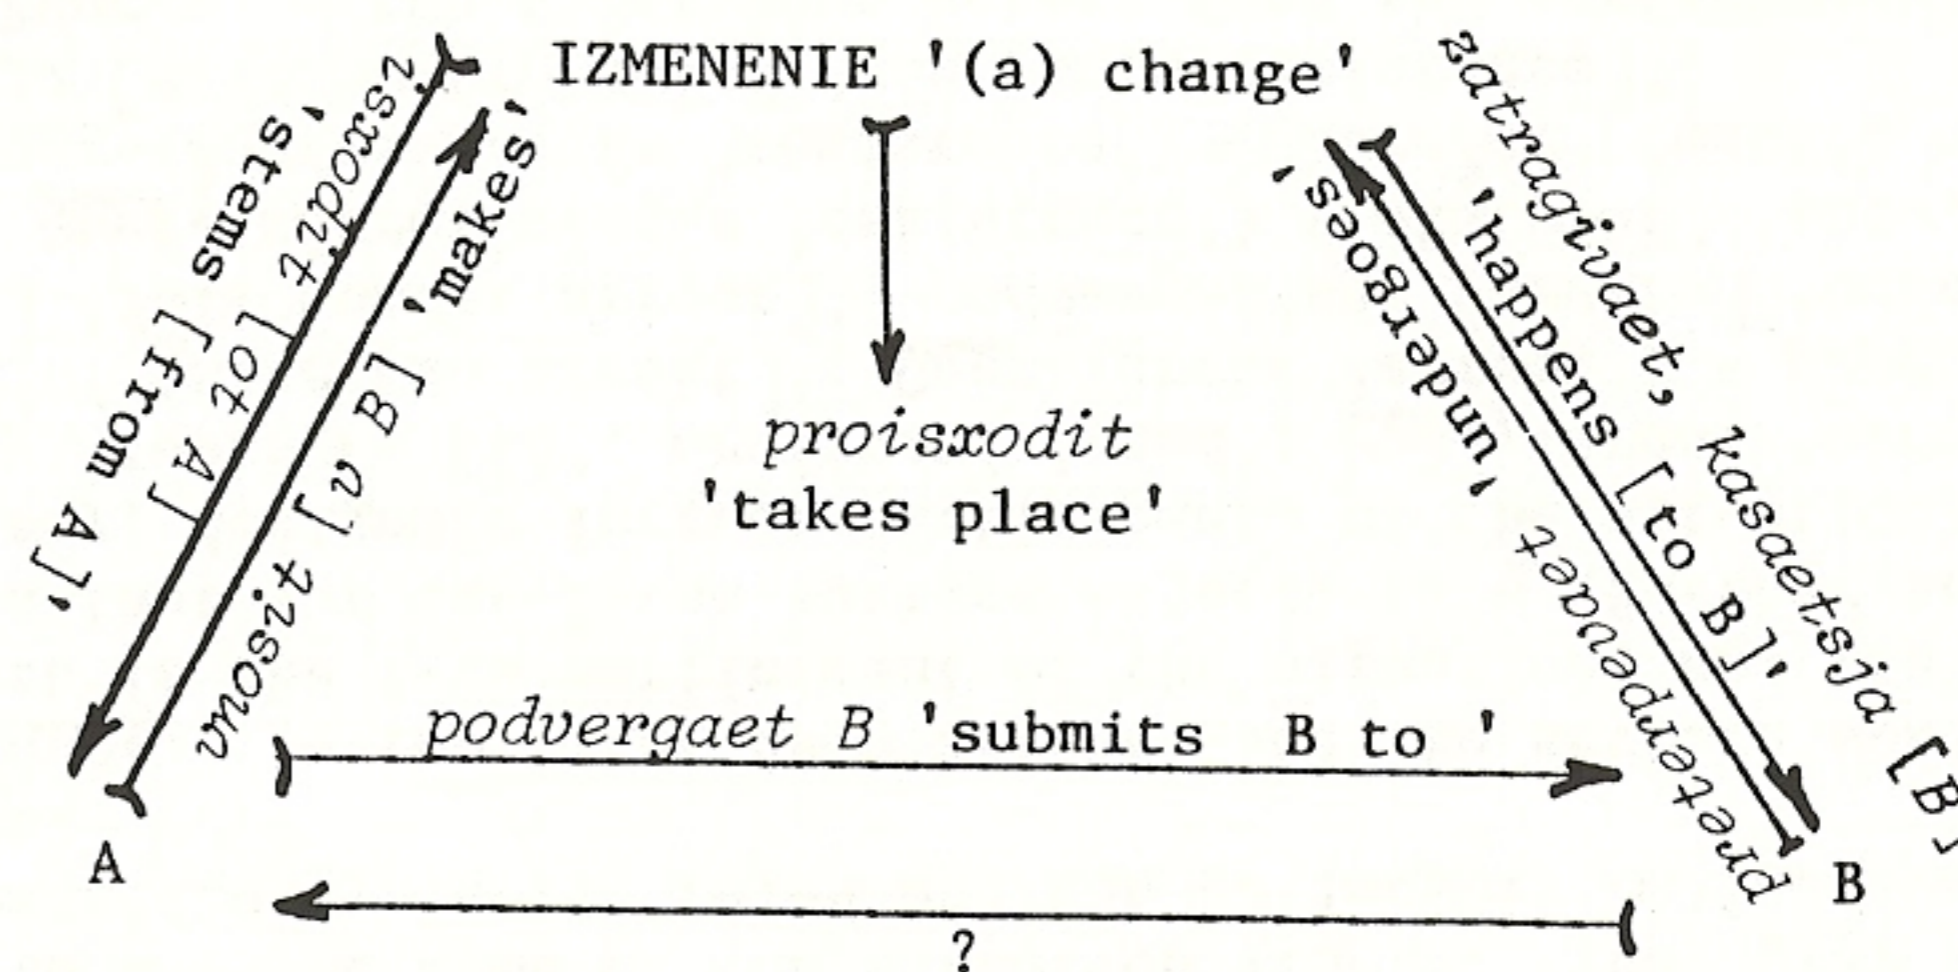 IZMENENIE '(a) change'
'stems [from A]'
isxodit [ot A]
vnosit [v B] 'makes'
proisxodit
'takes place'
zatragivaet, kasaetsja [B]
'happens [to B]'
preterpevaet 'undergoes'
podvergaet B 'submits B to '
A
B
?